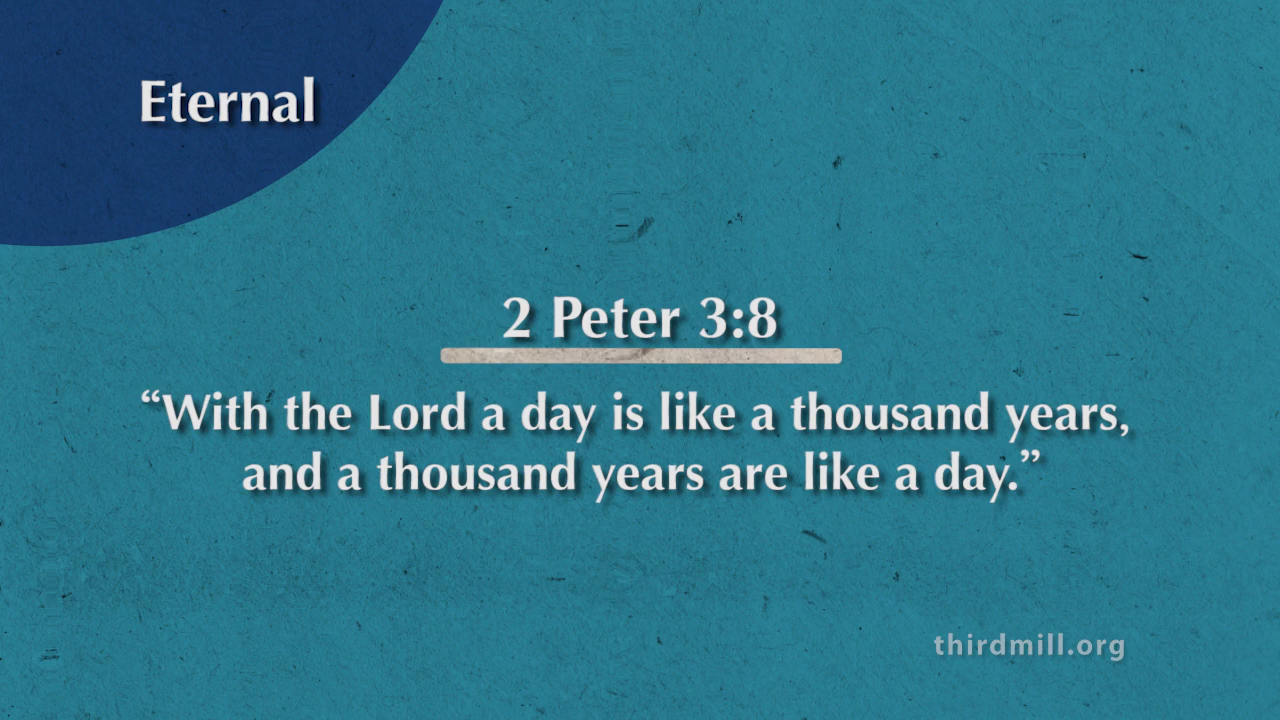 Eternal
2 Peter 3:8
“With the Lord a day is like a thousand years,
and a thousand years are like a day.”
thirdmill.org